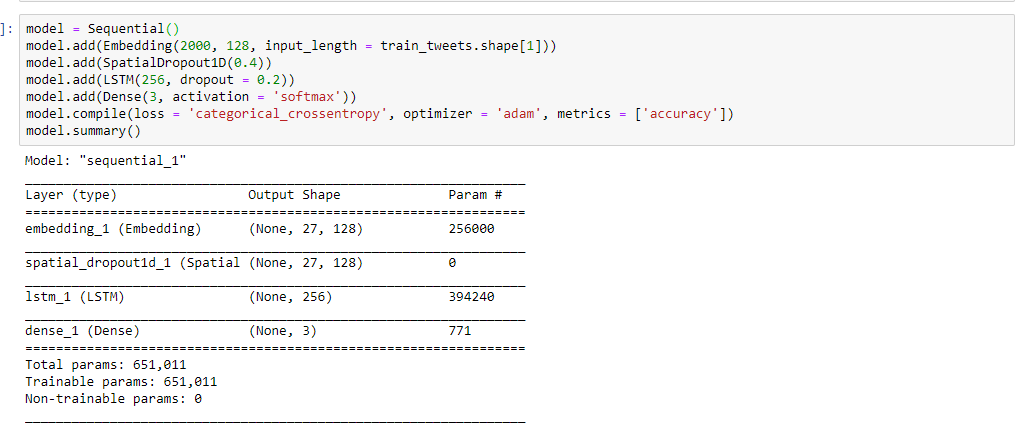 ]: model = Sequential()
model.add(Embedding(2000, 128, input_length = train_tweets.shape[1]))
model.add(SpatialDropout1D(0.4))
model.add(LSTM(256, dropout = 0.2))
model.add(Dense(3, activation = 'softmax'))
model.compile(loss = 'categorical_crossentropy', optimizer = 'adam', metrics = ['accuracy'])
model.summary()
Model: "sequential_1"
_________________________________________________________________
Layer (type)                 Output Shape              Param #
=================================================================
embedding_1 (Embedding)      (None, 27, 128)           256000
_________________________________________________________________
spatial_dropout1d_1 (Spatial (None, 27, 128)           0
_________________________________________________________________
lstm_1 (LSTM)                (None, 256)               394240
_________________________________________________________________
dense_1 (Dense)              (None, 3)                 771
=================================================================
Total params: 651,011
Trainable params: 651,011
Non-trainable params: 0
_________________________________________________________________